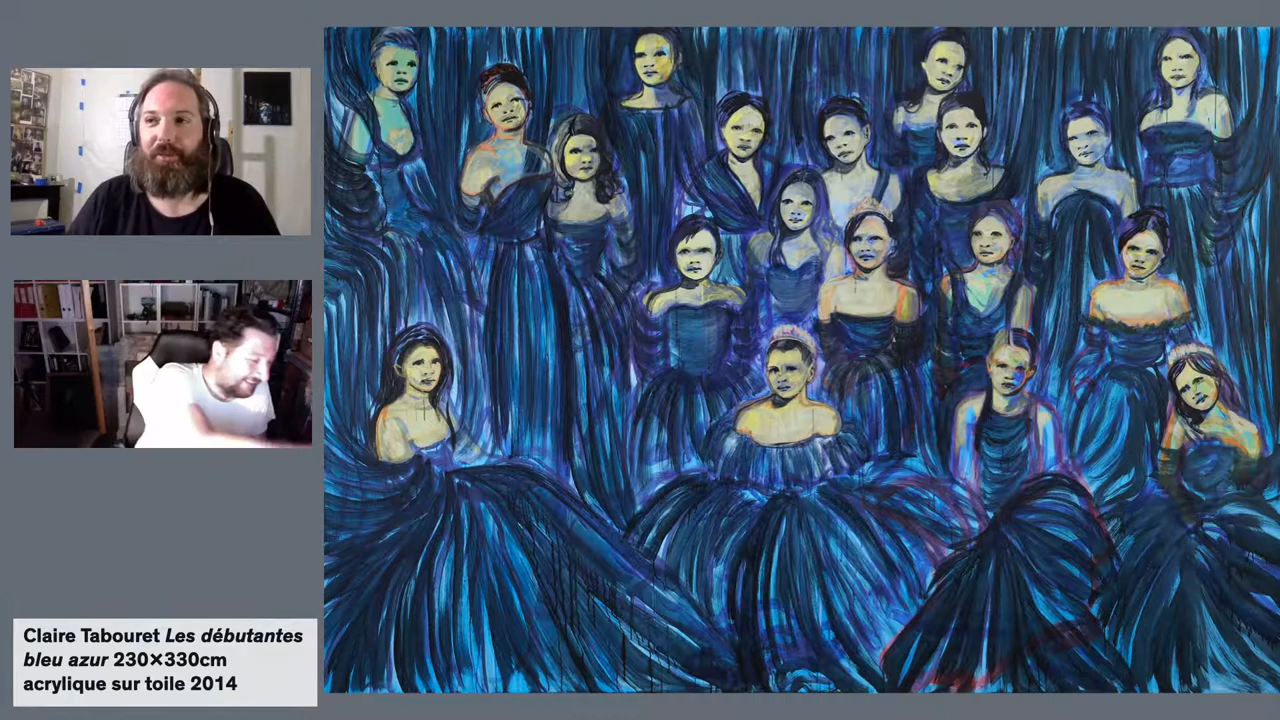 Claire Tabouret Les débutantes
bleu azur 230×330cm
acrylique sur toile 2014